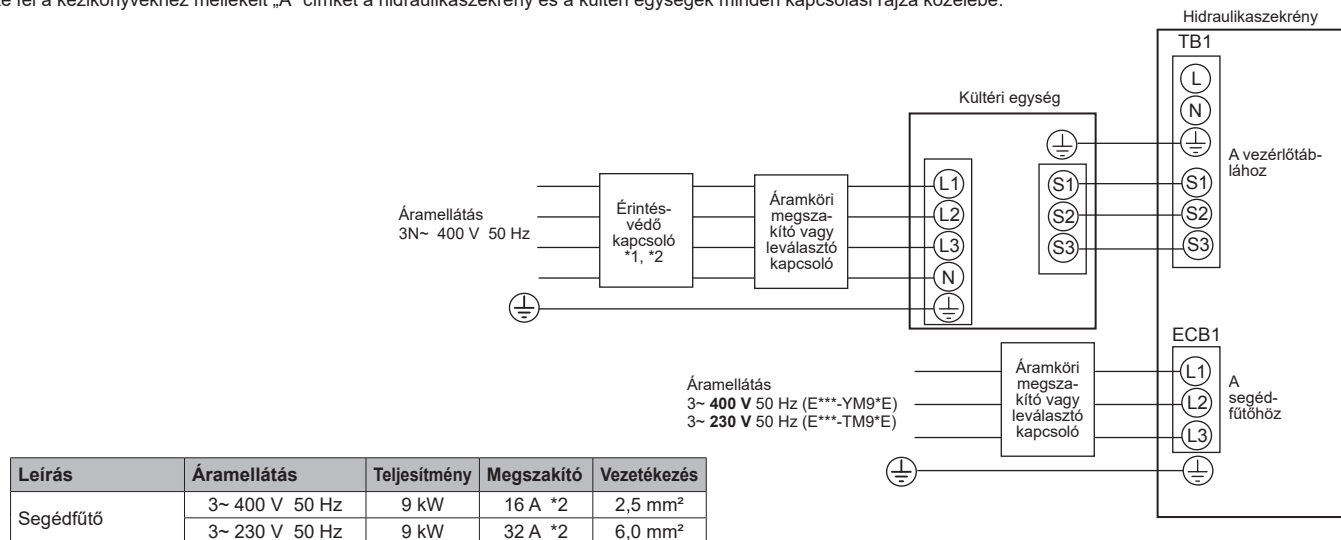 te fel a kézikönyvekhez mellékelt „A” címkét a hidraulikaszekrény és a kültéri egységek minden kapcsolási rajza közelébe.
Hidraulikaszekrény
TB1
L
N
Kültéri egység
A vezérlőtáb-
lához
S1
S2
S3
S1
S2
S3
L1
L2
L3
N
Áramellátás
3N~ 400 V 50 Hz
Érintés-
védő
kapcsoló
*1, *2
Áramköri
megsza-
kító vagy
leválasztó
kapcsoló
ECB1
L1
L2
L3
A
segéd-
fűtőhöz
Áramköri
megsza-
kító vagy
leválasztó
kapcsoló
Áramellátás
3~ 400 V 50 Hz (E***-YM9*E)
3~ 230 V 50 Hz (E***-TM9*E)
Leírás Áramellátás Teljesítmény Megszakító Vezetékezés
Segédfűtő 3~ 400 V 50 Hz 9 kW 16 A *2 2,5 mm²
3~ 230 V 50 Hz 9 kW 32 A *2 6,0 mm²